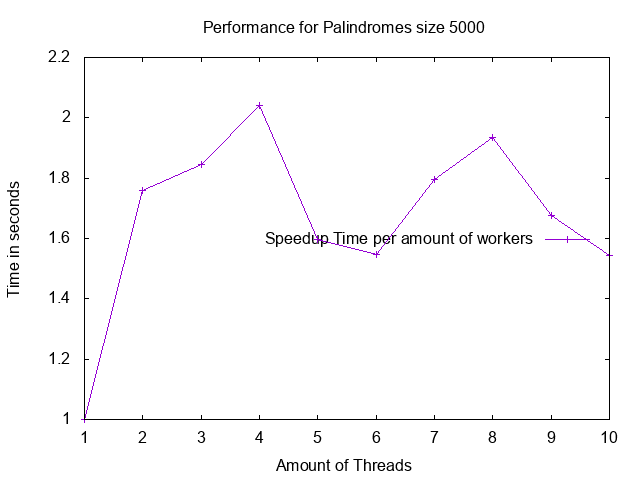 Performance for Palindromes size 5000
2.2
2
1.8
1.6
1.4
1.2
1
Time in seconds
Speedup Time per amount of workers
1 2 3 4 5 6 7 8 9 10
Amount of Threads